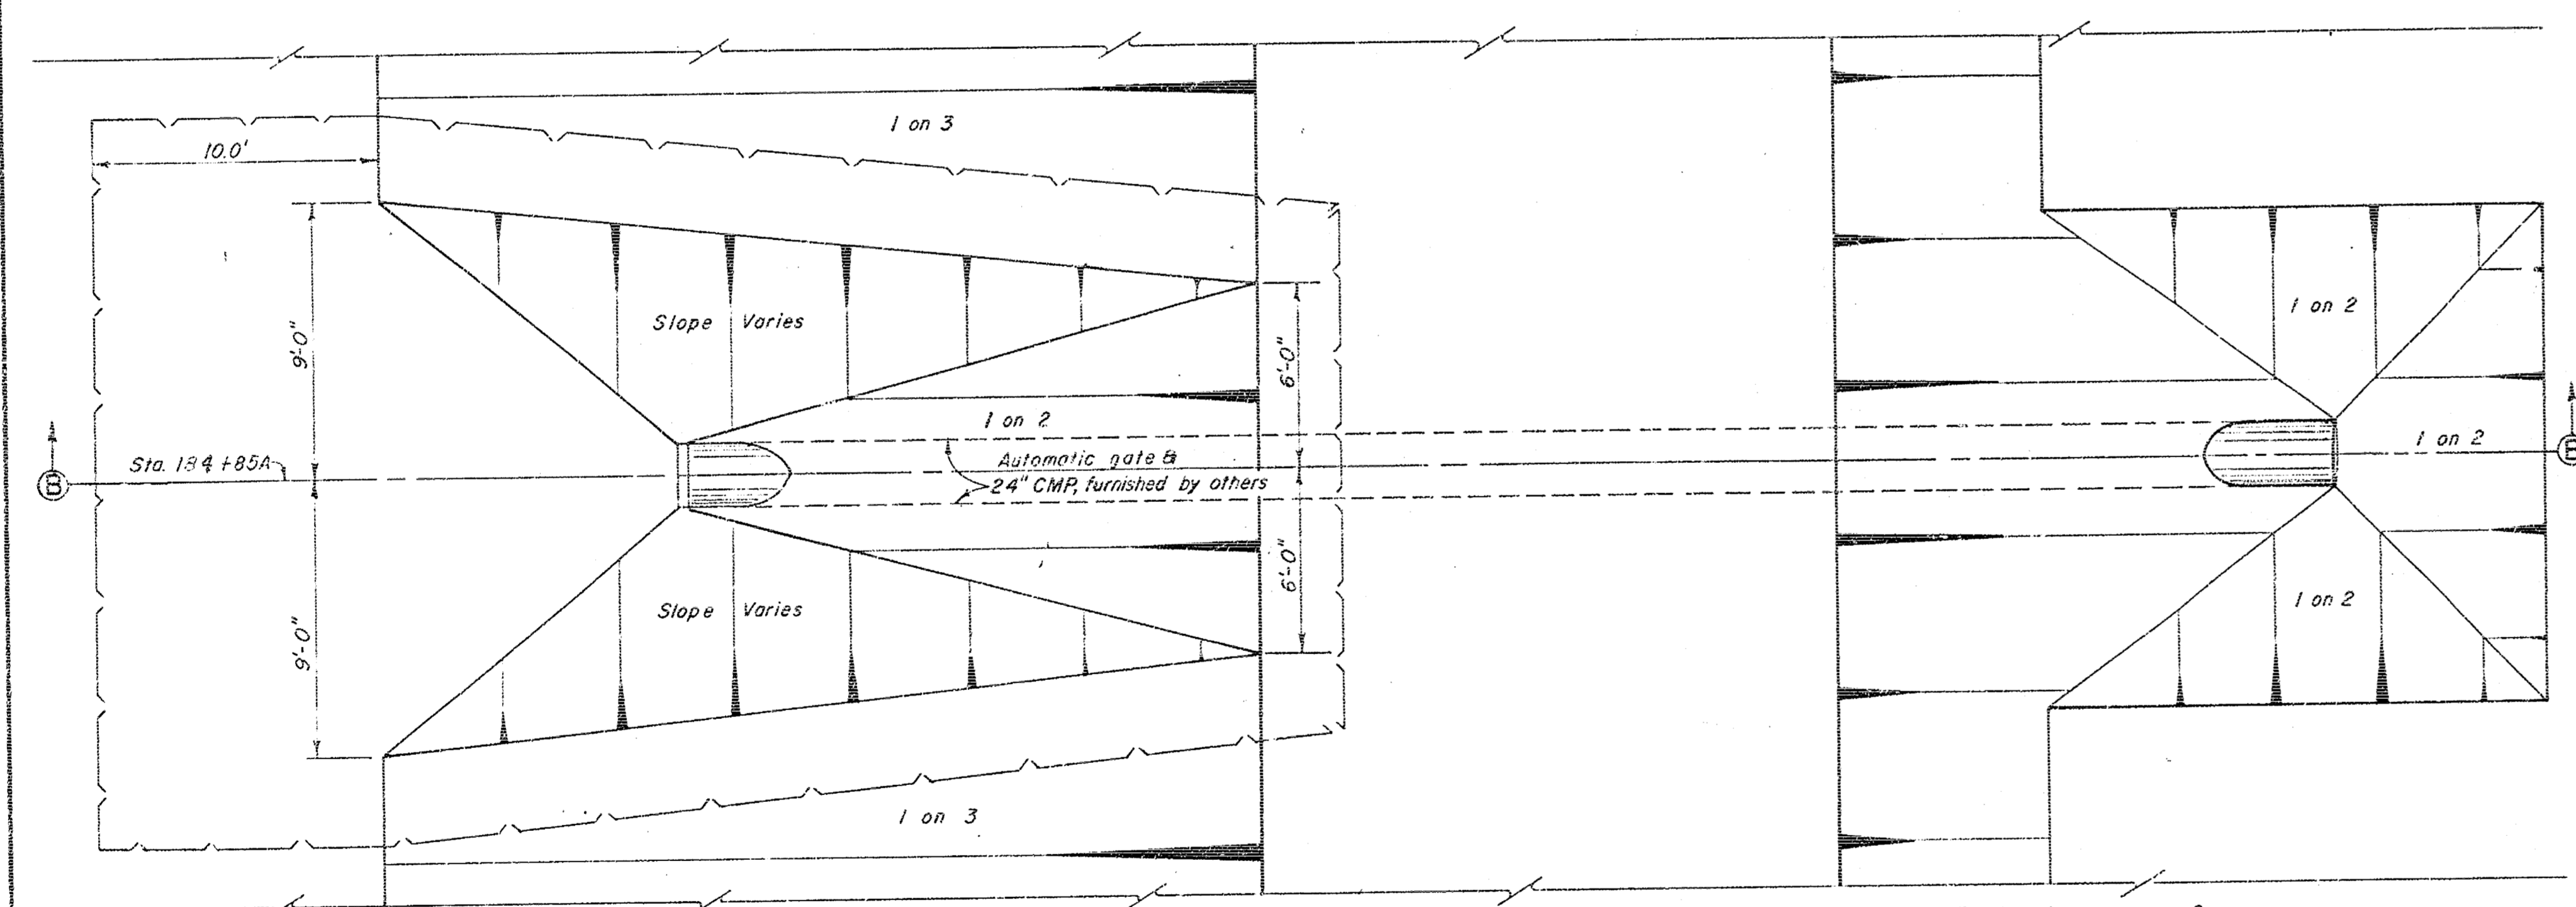 1 on 3
10.0'
9'-0"
Slope Varies
1 on 2
6'-0"
1 on 2
Sta. 184+85A
B
Automatic gate &
24" CMP, furnished by others
1 on 2
B
6'-0"
9'-0"
Slope Varies
1 on 2
1 on 3